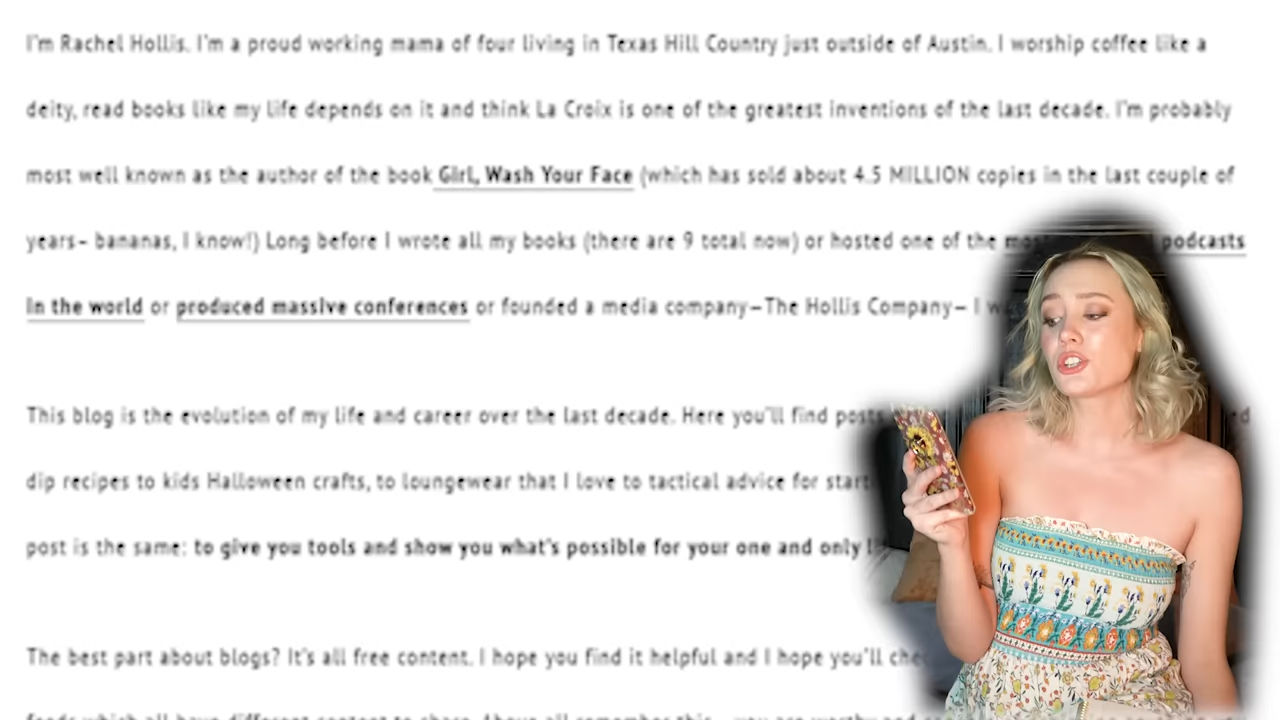 I'm Rachel Hollis. I'm a proud working mama of four living in Texas Hill Country just outside of Austin. I worship coffee like a
deity, read books like my life depends on it and think La Croix is one of the greatest inventions of the last decade. I'm probably
most well known as the author of the book Girl, Wash Your Face (which has sold about 4.5 MILLION copies in the last couple of
years- bananas, I know!) Long before I wrote all my books (there are 9 total now) or hosted one of the podcasts
in the world or produced massive conferences or founded a media company—The Hollis Company— I
This blog is the evolution of my life and career over the last decade. Here you'll find posts
dip recipes to kids Halloween crafts, to loungewear that I love to tactical advice for
post is the same: to give you tools and show you what's possible for your one and only
The best part about blogs? It's all free content. I hope you find it helpful and I hope you'll